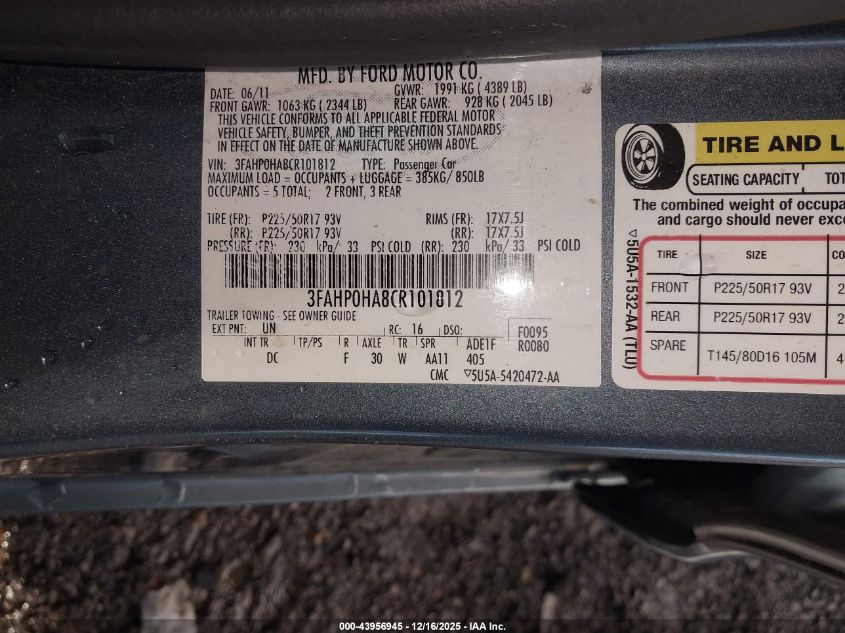 MFD. BY FORD MOTOR CO.
DATE: 06/11 GVWR: 1991 KG ( 4389 LB)
FRONT GAWR: 1063 KG ( 2344 LB) REAR GAWR: 928 KG ( 2045 LB)
THIS VEHICLE CONFORMS TO ALL APPLICABLE FEDERAL MOTOR
VEHICLE SAFETY, BUMPER, AND THEFT PREVENTION STANDARDS
IN EFFECT ON THE DATE OF MANUFACTURE SHOWN ABOVE.
VIN: 3FAHP0HA8CR101812 TYPE: Passenger Car
MAXIMUM LOAD = OCCUPANTS + LUGGAGE = 385KG/ 850LB
OCCUPANTS = 5 TOTAL; 2 FRONT, 3 REAR
TIRE (FR): P225/50R17 93V RIMS (FR): 17X7.5J
(RR): P225/50R17 93V (RR): 17X7.5J
PRESSURE (FR): 230 kPa/ 33 PSI COLD (RR): 230 kPa/ 33 PSI COLD
3FAHP0HA8CR101812
TRAILER TOWING - SEE OWNER GUIDE
EXT PNT: UN RC: 16 DSO: F0095
R0080
INT TR TP/PS R AXLE TR SPR ADE1F
DC F 30 W AA11 405
CMC ▽5U5A-5420472-AA
TIRE AND L
SEATING CAPACITY TOT
The combined weight of occupa
and cargo should never exce
▽5U5A-1532-AA (TL0)
TIRE SIZE CO
FRONT P225/50R17 93V 2
REAR P225/50R17 93V 2
SPARE T145/80D16 105M 4
000-43956945 - 12/16/2025 - IAA Inc.